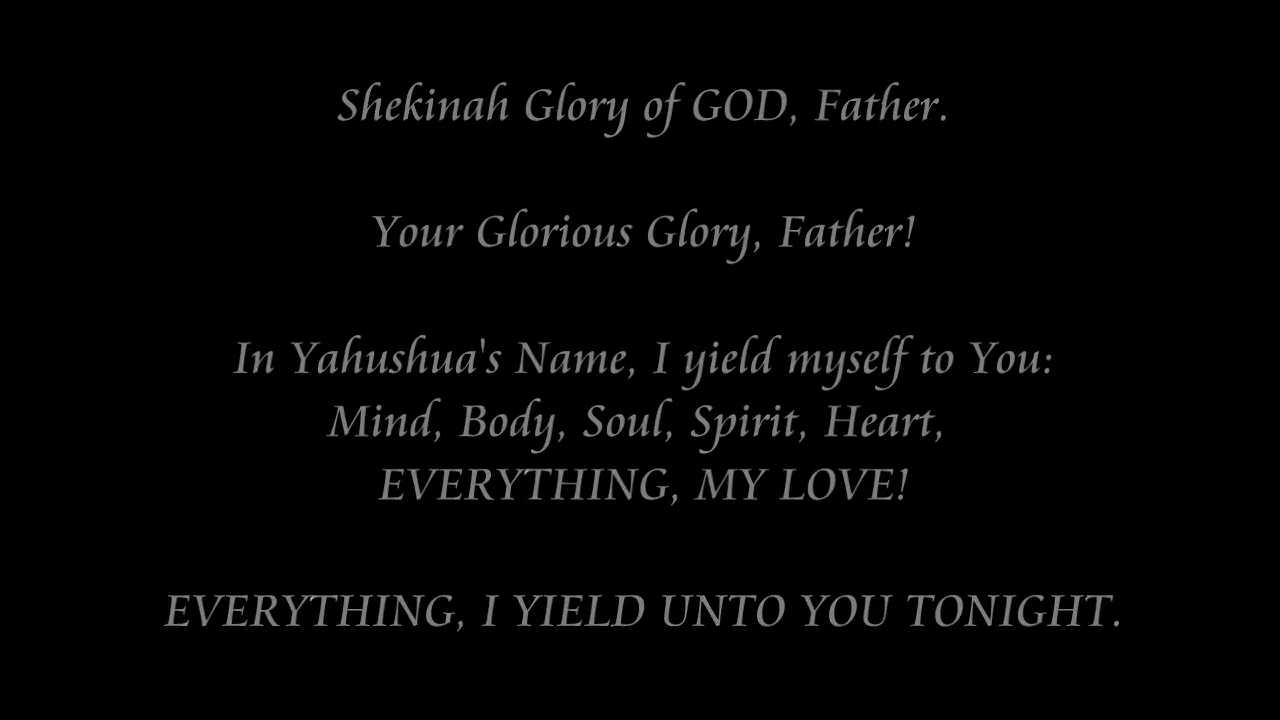 Shekinah Glory of GOD, Father.
Your Glorious Glory, Father!
In Yahushua's Name, I yield myself to You:
Mind, Body, Soul, Spirit, Heart,
EVERYTHING, MY LOVE!
EVERYTHING, I YIELD UNTO YOU TONIGHT.